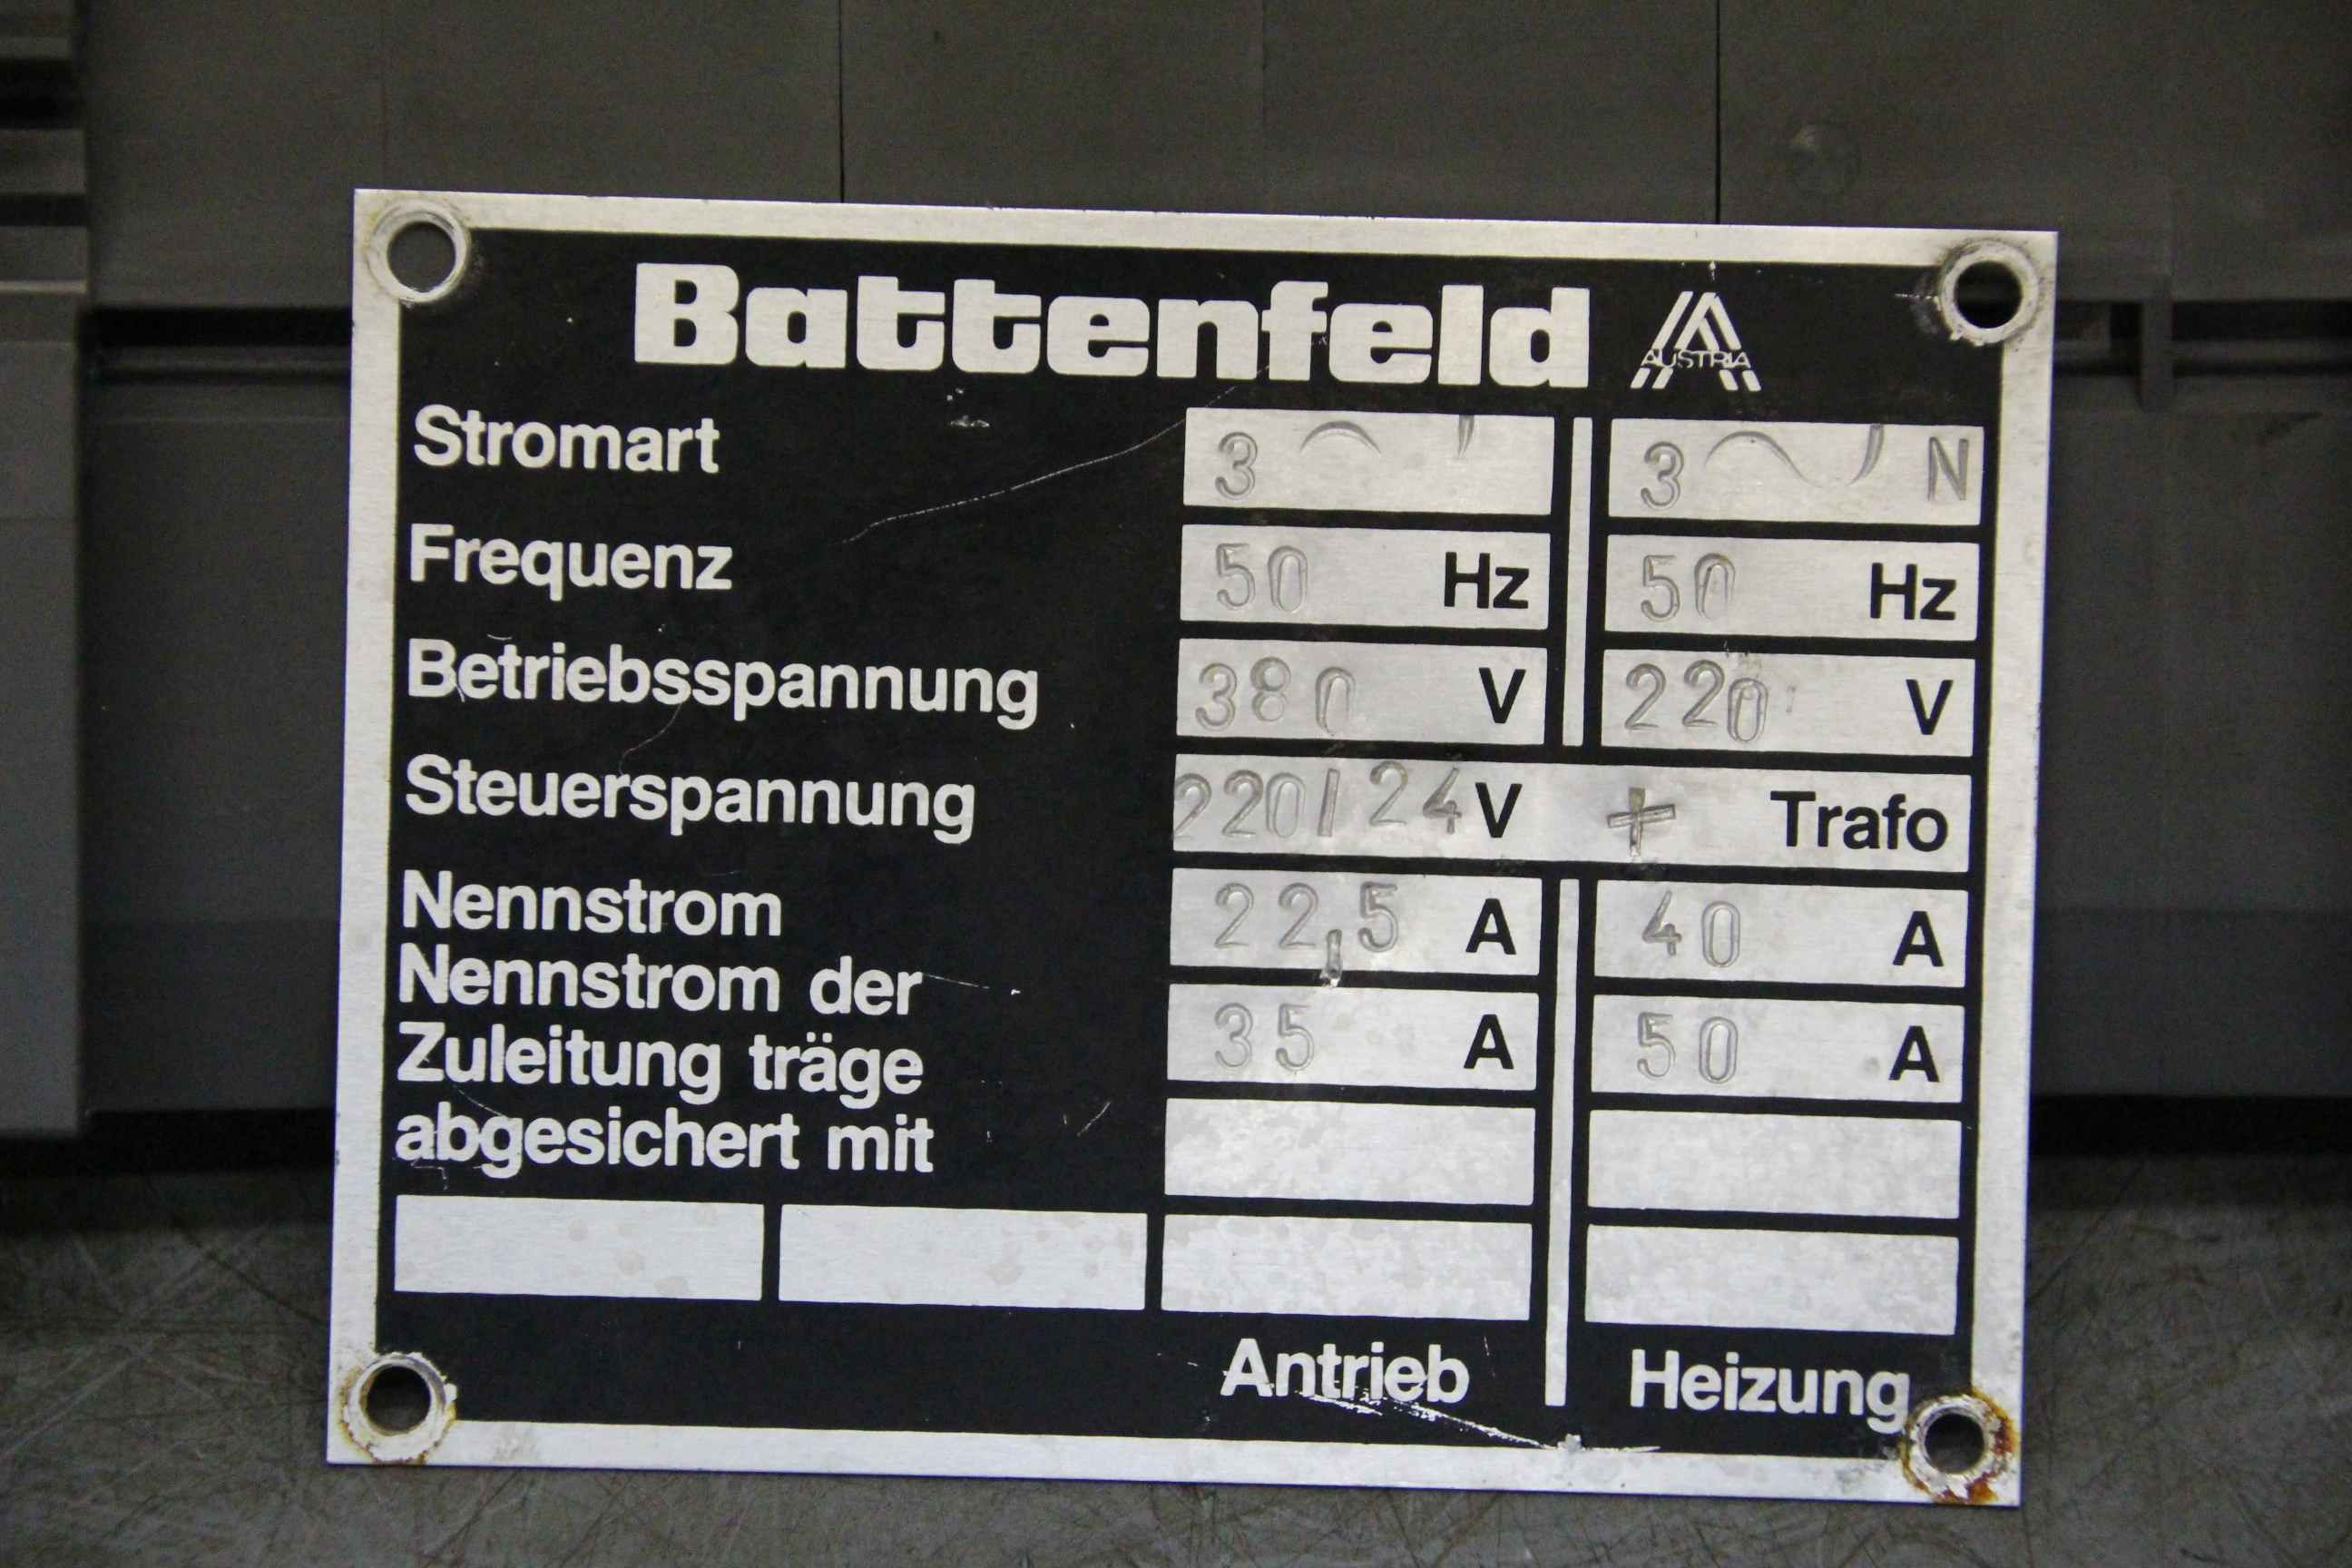 Battenfeld AUSTRIA
Stromart 3 ~ 3 ~ N
Frequenz 50 Hz 50 Hz
Betriebsspannung 380 V 220 V
Steuerspannung 220/24 V + Trafo
Nennstrom 22,5 A 40 A
Nennstrom der
Zuleitung träge 35 A 50 A
abgesichert mit
Antrieb Heizung